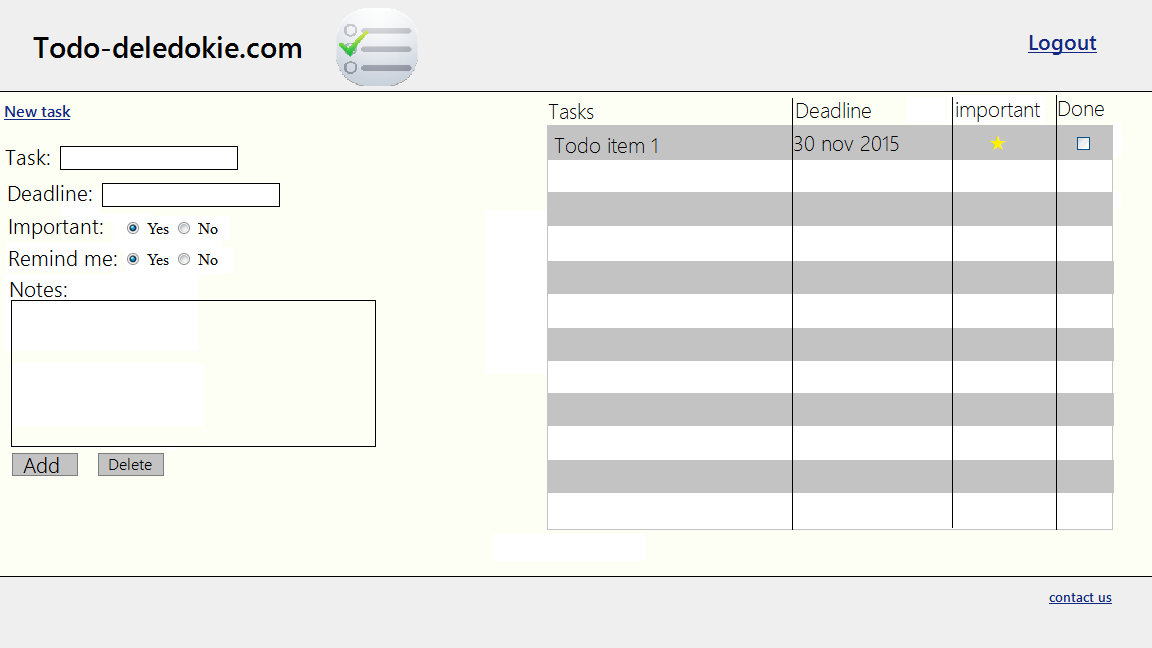 Todo-deledokie.com
Logout
New task
Task:
Deadline:
Important: Yes No
Remind me: Yes No
Notes:
Add Delete
Tasks Deadline important Done
Todo item 1 30 nov 2015
contact us